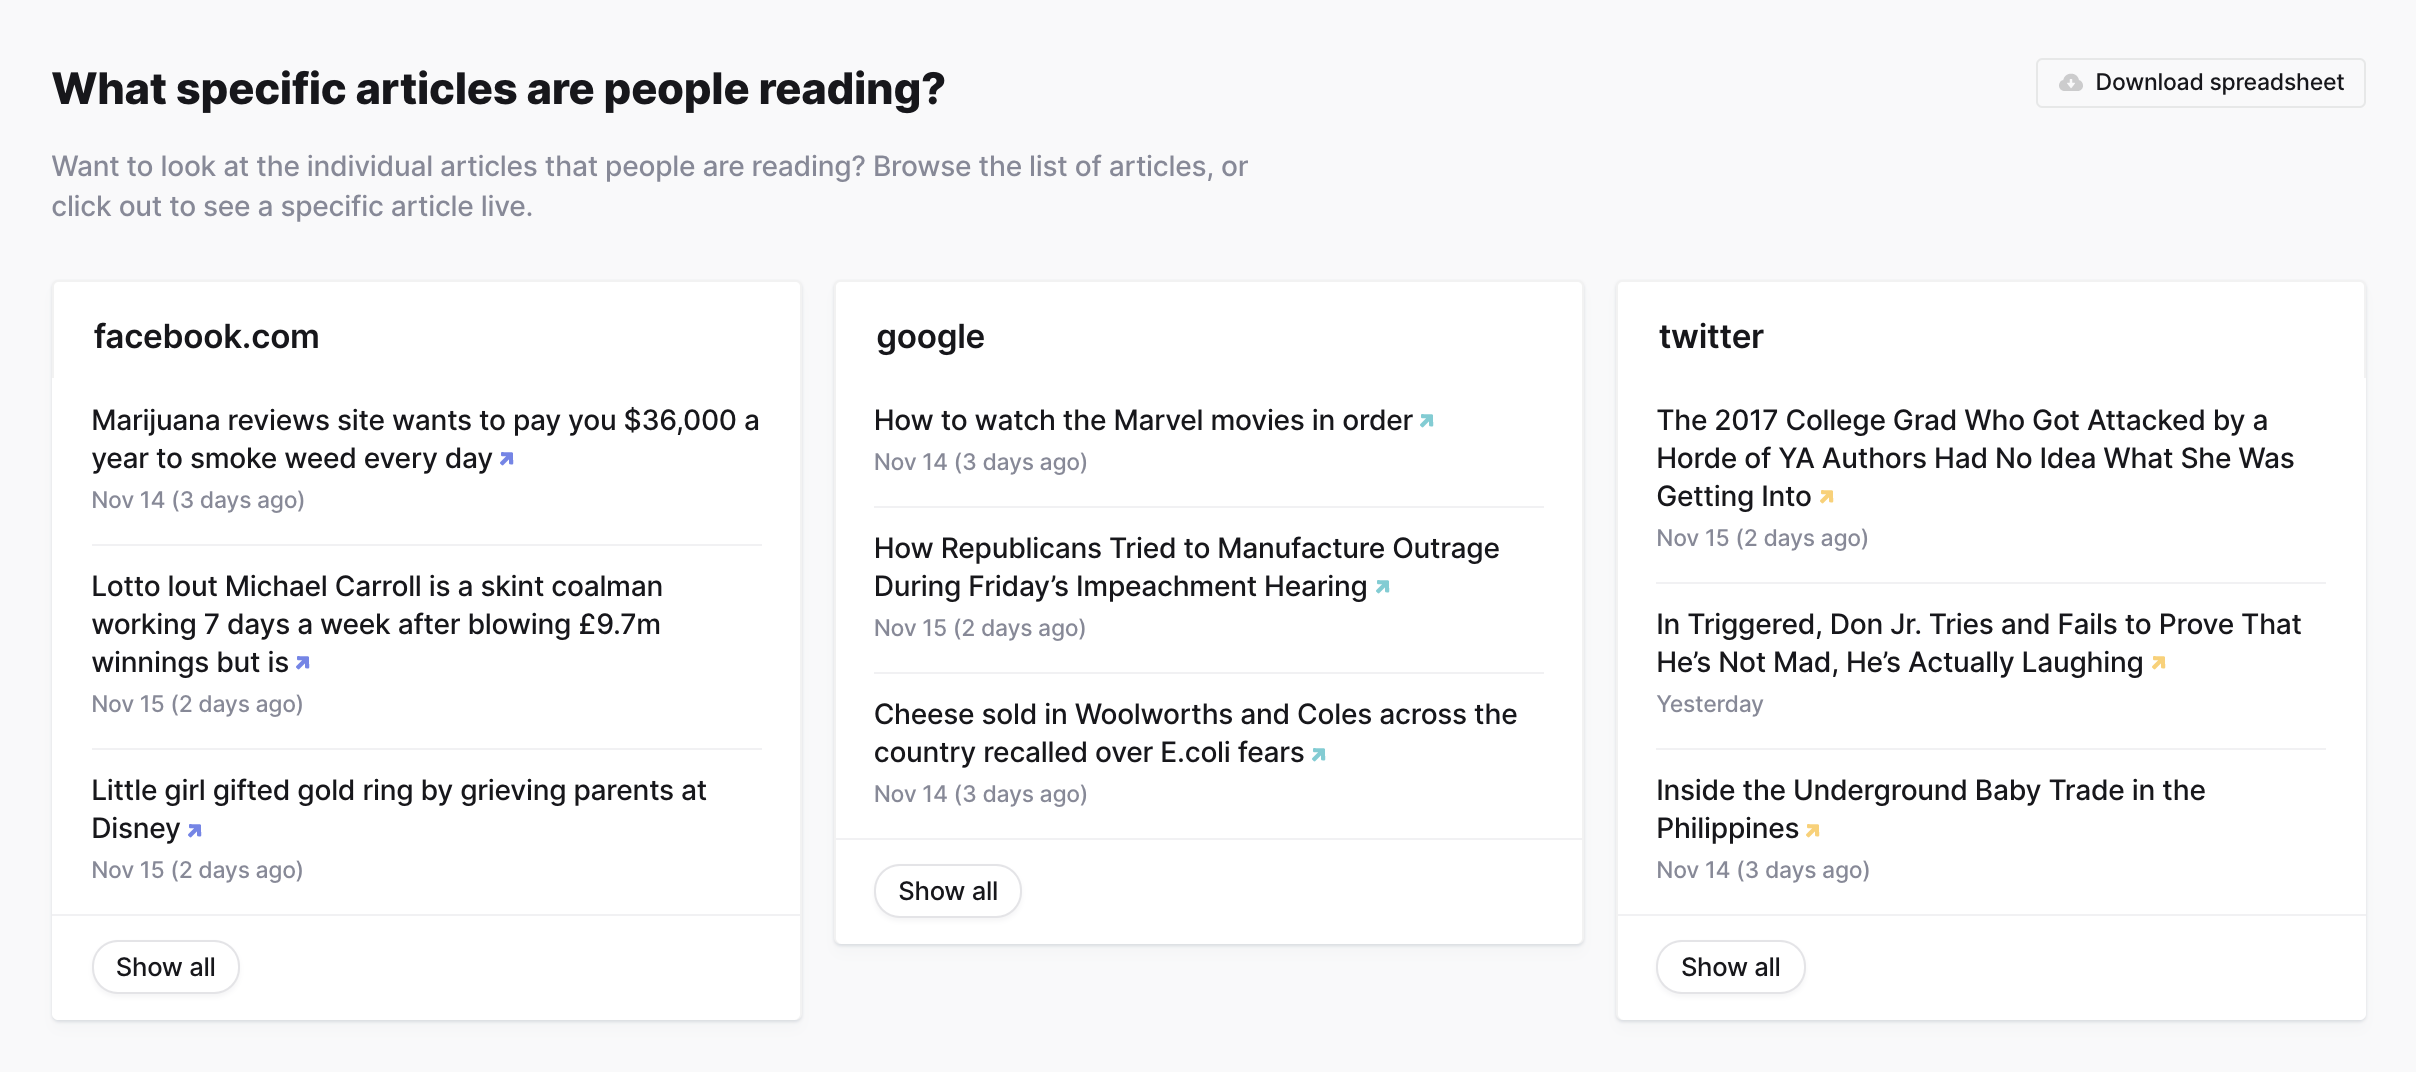 What specific articles are people reading?
Download spreadsheet
Want to look at the individual articles that people are reading? Browse the list of articles, or
click out to see a specific article live.
facebook.com
Marijuana reviews site wants to pay you $36,000 a
year to smoke weed every day
Nov 14 (3 days ago)
Lotto lout Michael Carroll is a skint coalman
working 7 days a week after blowing £9.7m
winnings but is
Nov 15 (2 days ago)
Little girl gifted gold ring by grieving parents at
Disney
Nov 15 (2 days ago)
Show all
google
How to watch the Marvel movies in order
Nov 14 (3 days ago)
How Republicans Tried to Manufacture Outrage
During Friday’s Impeachment Hearing
Nov 15 (2 days ago)
Cheese sold in Woolworths and Coles across the
country recalled over E.coli fears
Nov 14 (3 days ago)
Show all
twitter
The 2017 College Grad Who Got Attacked by a
Horde of YA Authors Had No Idea What She Was
Getting Into
Nov 15 (2 days ago)
In Triggered, Don Jr. Tries and Fails to Prove That
He’s Not Mad, He’s Actually Laughing
Yesterday
Inside the Underground Baby Trade in the
Philippines
Nov 14 (3 days ago)
Show all